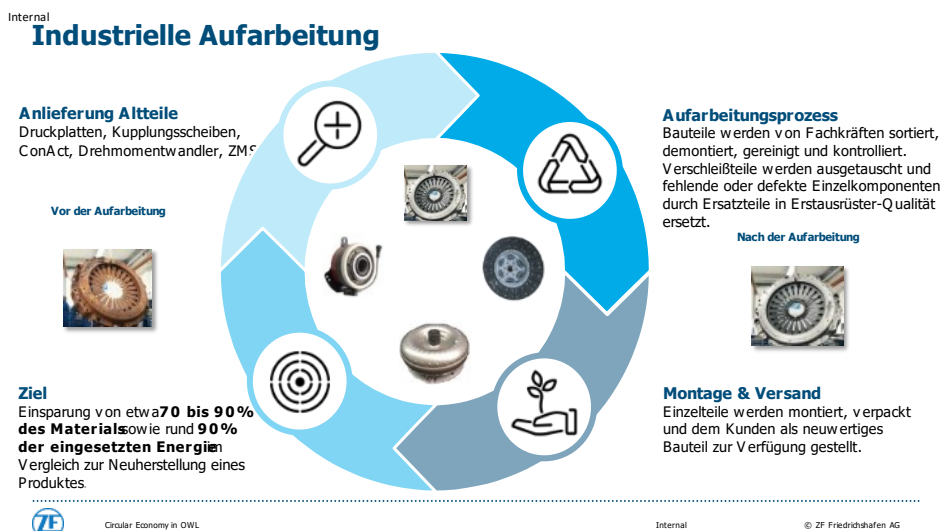 Internal
Industrielle Aufarbeitung
Anlieferung Altteile
Druckplatten, Kupplungsscheiben,
ConAct, Drehmomentwandler, ZMS
Vor der Aufarbeitung
Aufarbeitungsprozess
Bauteile werden von Fachkräften sortiert,
demontiert, gereinigt und kontrolliert.
Verschleißteile werden ausgetauscht und
fehlende oder defekte Einzelkomponenten
durch Ersatzteile in Erstausrüster-Qualität
ersetzt.
Nach der Aufarbeitung
Ziel
Einsparung von etwa 70 bis 90%
des Materials sowie rund 90%
der eingesetzten Energie im
Vergleich zur Neuherstellung eines
Produktes.
Montage & Versand
Einzelteile werden montiert, verpackt
und dem Kunden als neuwertiges
Bauteil zur Verfügung gestellt.
ZF
Circular Economy in OWL
Internal
© ZF Friedrichshafen AG